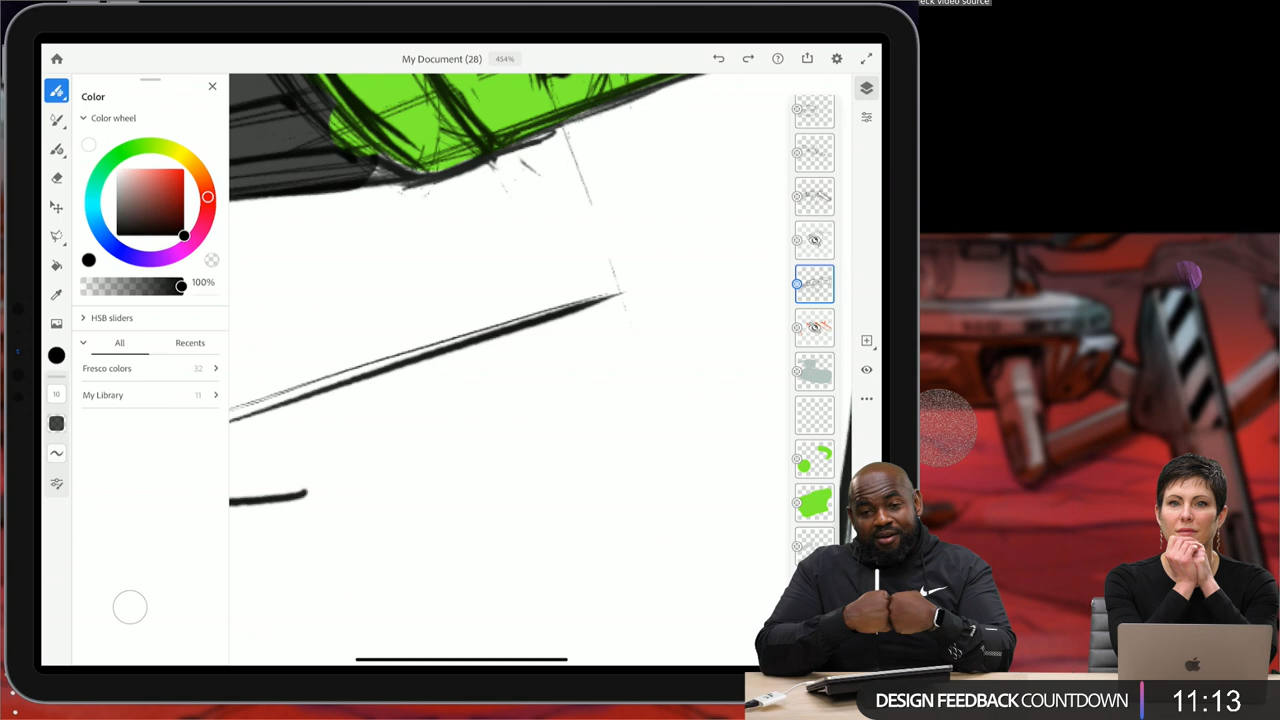 eck video source
My Document (28) 454%
Color
Color wheel
100%
HSB sliders
All Recents
Fresco colors 32
My Library 11
10
DESIGN FEEDBACK COUNTDOWN 11:13